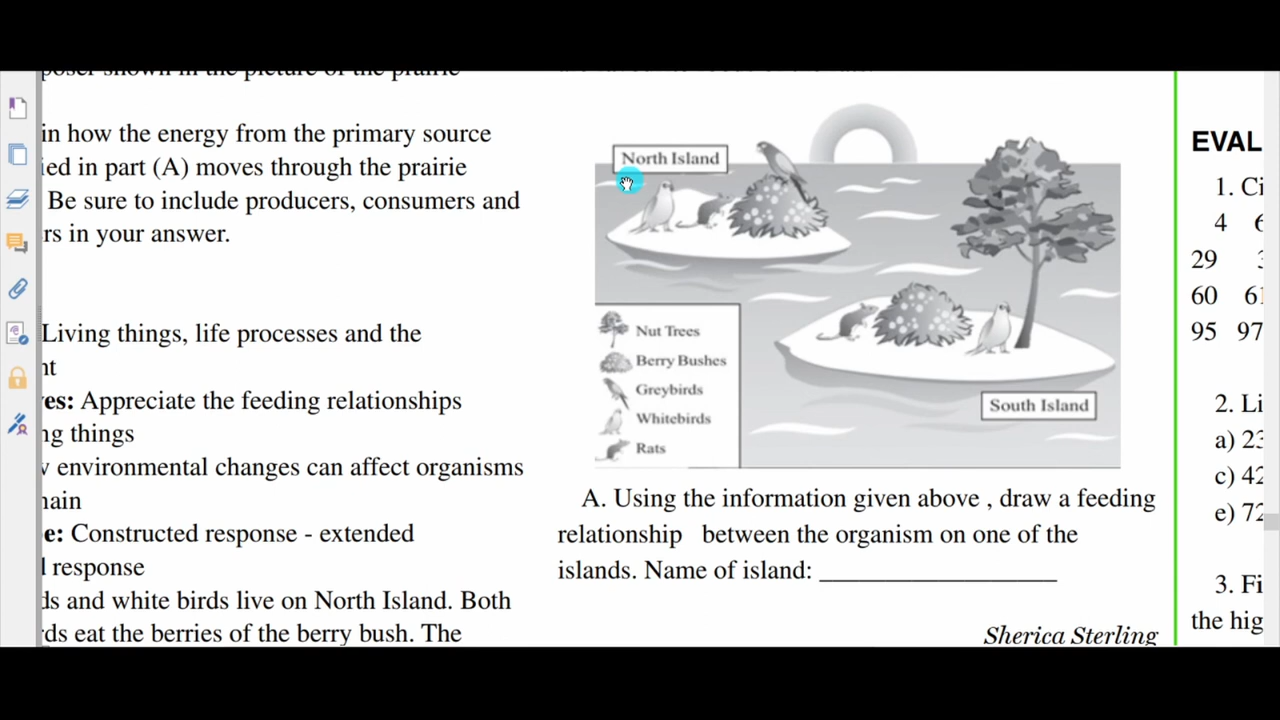 in how the energy from the primary source
ied in part (A) moves through the prairie
Be sure to include producers, consumers and
rs in your answer.
Living things, life processes and the
nt
es: Appreciate the feeding relationships
ng things
environmental changes can affect organisms
hain
e: Constructed response - extended
response
ds and white birds live on North Island. Both
rds eat the berries of the berry bush. The
North Island
Nut Trees
Berry Bushes
Greybirds
Whitebirds
Rats
South Island
A. Using the information given above , draw a feeding
relationship between the organism on one of the
islands. Name of island: __________________
Sherica Sterling
EVAL
1. Ci
4 6
29 3
60 61
95 97
2. Li
a) 23
c) 42
e) 72
3. Fi
the hig